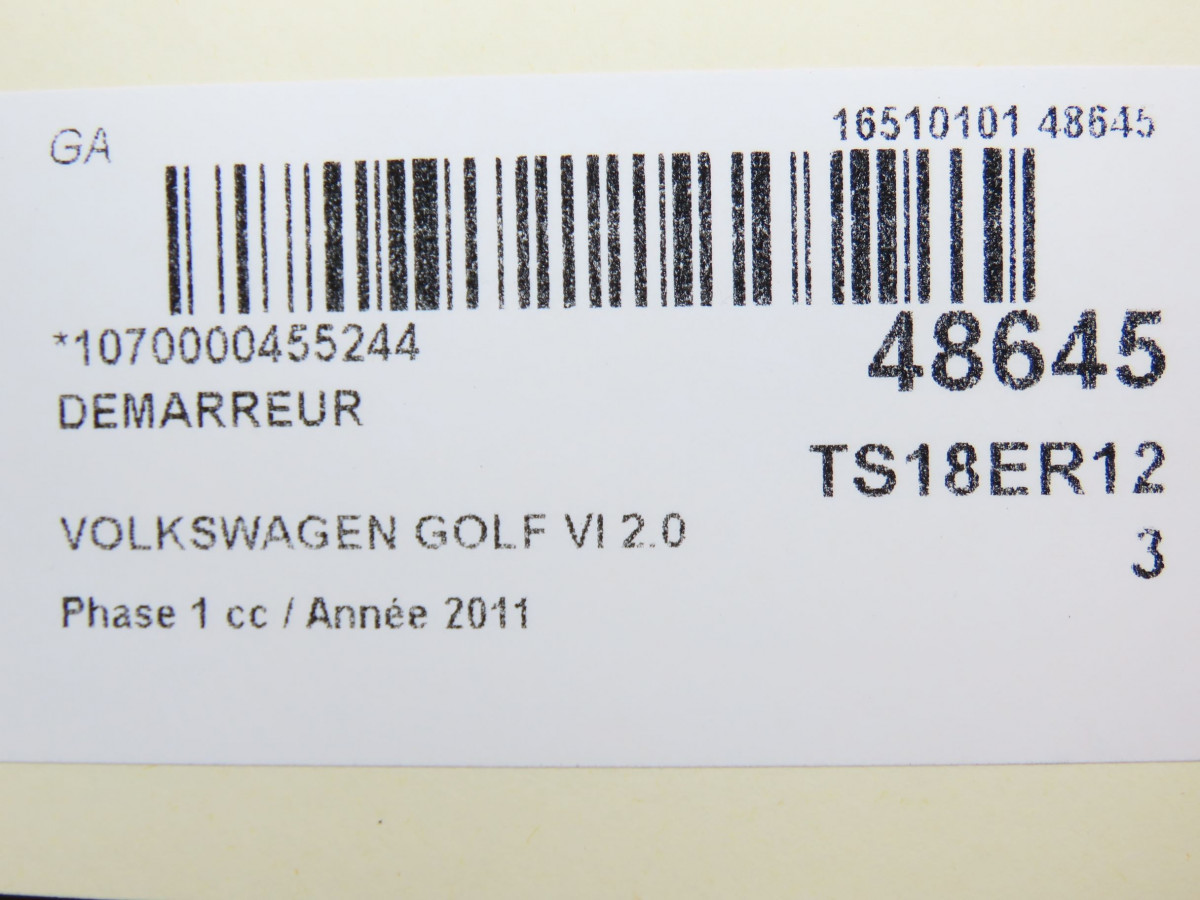 GA
16510101 48645
*1070000455244
48645
DEMARREUR
TS18ER12
3
VOLKSWAGEN GOLF VI 2.0
Phase 1 cc / Année 2011